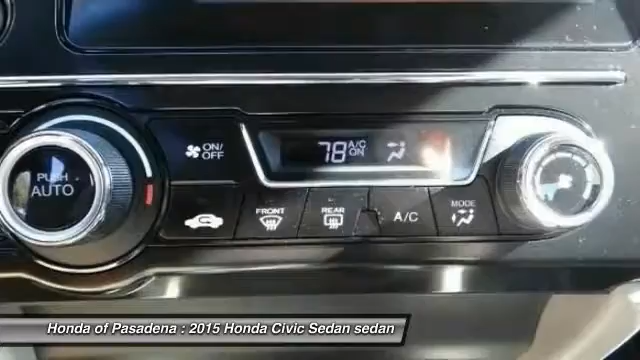 ON/
OFF
78 A/C
ON
PUSH
AUTO
FRONT
REAR
A/C
MODE
Honda of Pasadena : 2015 Honda Civic Sedan sedan